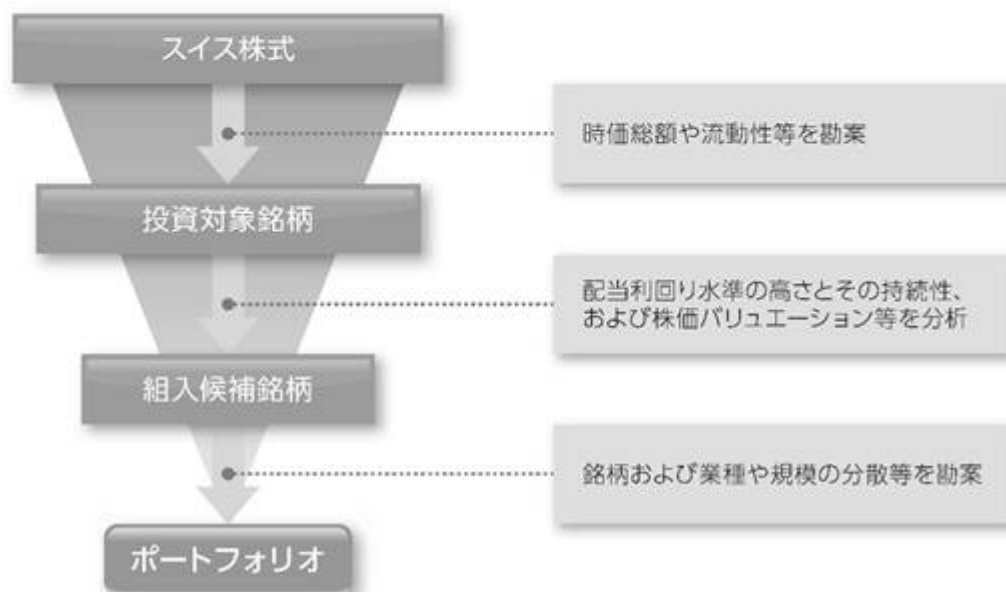 スイス株式
時価総額や流動性等を勘案
投資対象銘柄
配当利回り水準の高さとその持続性、
および株価バリュエーション等を分析
組入候補銘柄
銘柄および業種や規模の分散等を勘案
ポートフォリオ